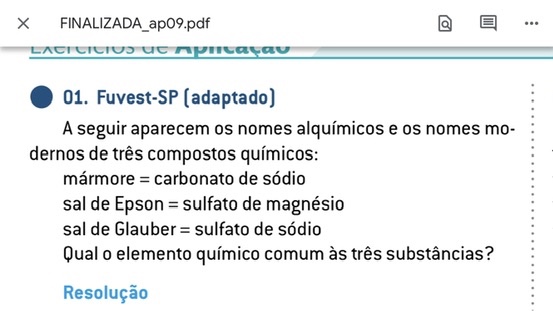 FINALIZADA_ap09.pdf
Exercícios de Aplicação
01. Fuvest-SP (adaptado)
A seguir aparecem os nomes alquímicos e os nomes mo-
dernos de três compostos químicos:
mármore = carbonato de sódio
sal de Epson = sulfato de magnésio
sal de Glauber = sulfato de sódio
Qual o elemento químico comum às três substâncias?
Resolução